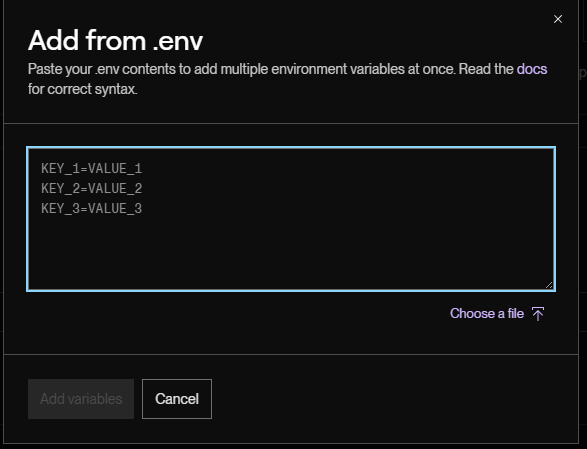 Add from .env
Paste your .env contents to add multiple environment variables at once. Read the docs
for correct syntax.
KEY_1=VALUE_1
KEY_2=VALUE_2
KEY_3=VALUE_3
Choose a file
Add variables
Cancel